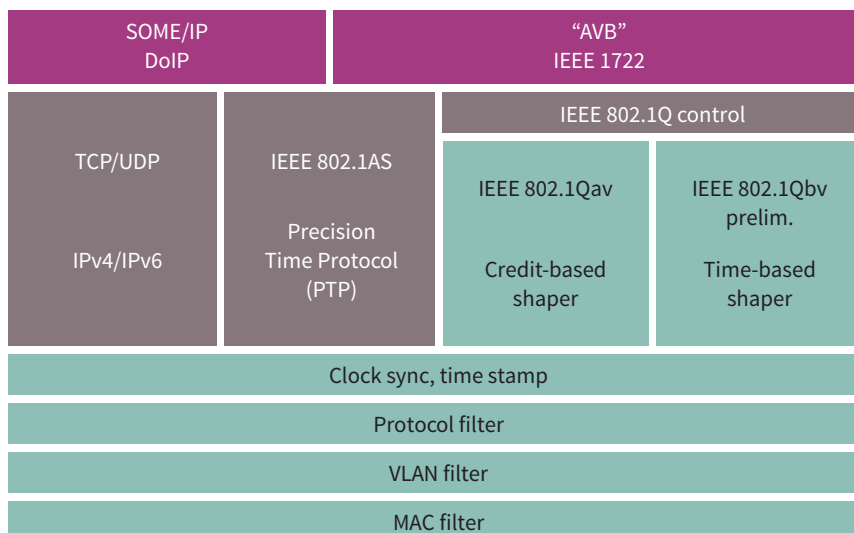 SOME/IP
DoIP
“AVB”
IEEE 1722
TCP/UDP
IPv4/IPv6
IEEE 802.1AS
Precision
Time Protocol
(PTP)
IEEE 802.1Q control
IEEE 802.1Qav
Credit-based
shaper
IEEE 802.1Qbv
prelim.
Time-based
shaper
Clock sync, time stamp
Protocol filter
VLAN filter
MAC filter